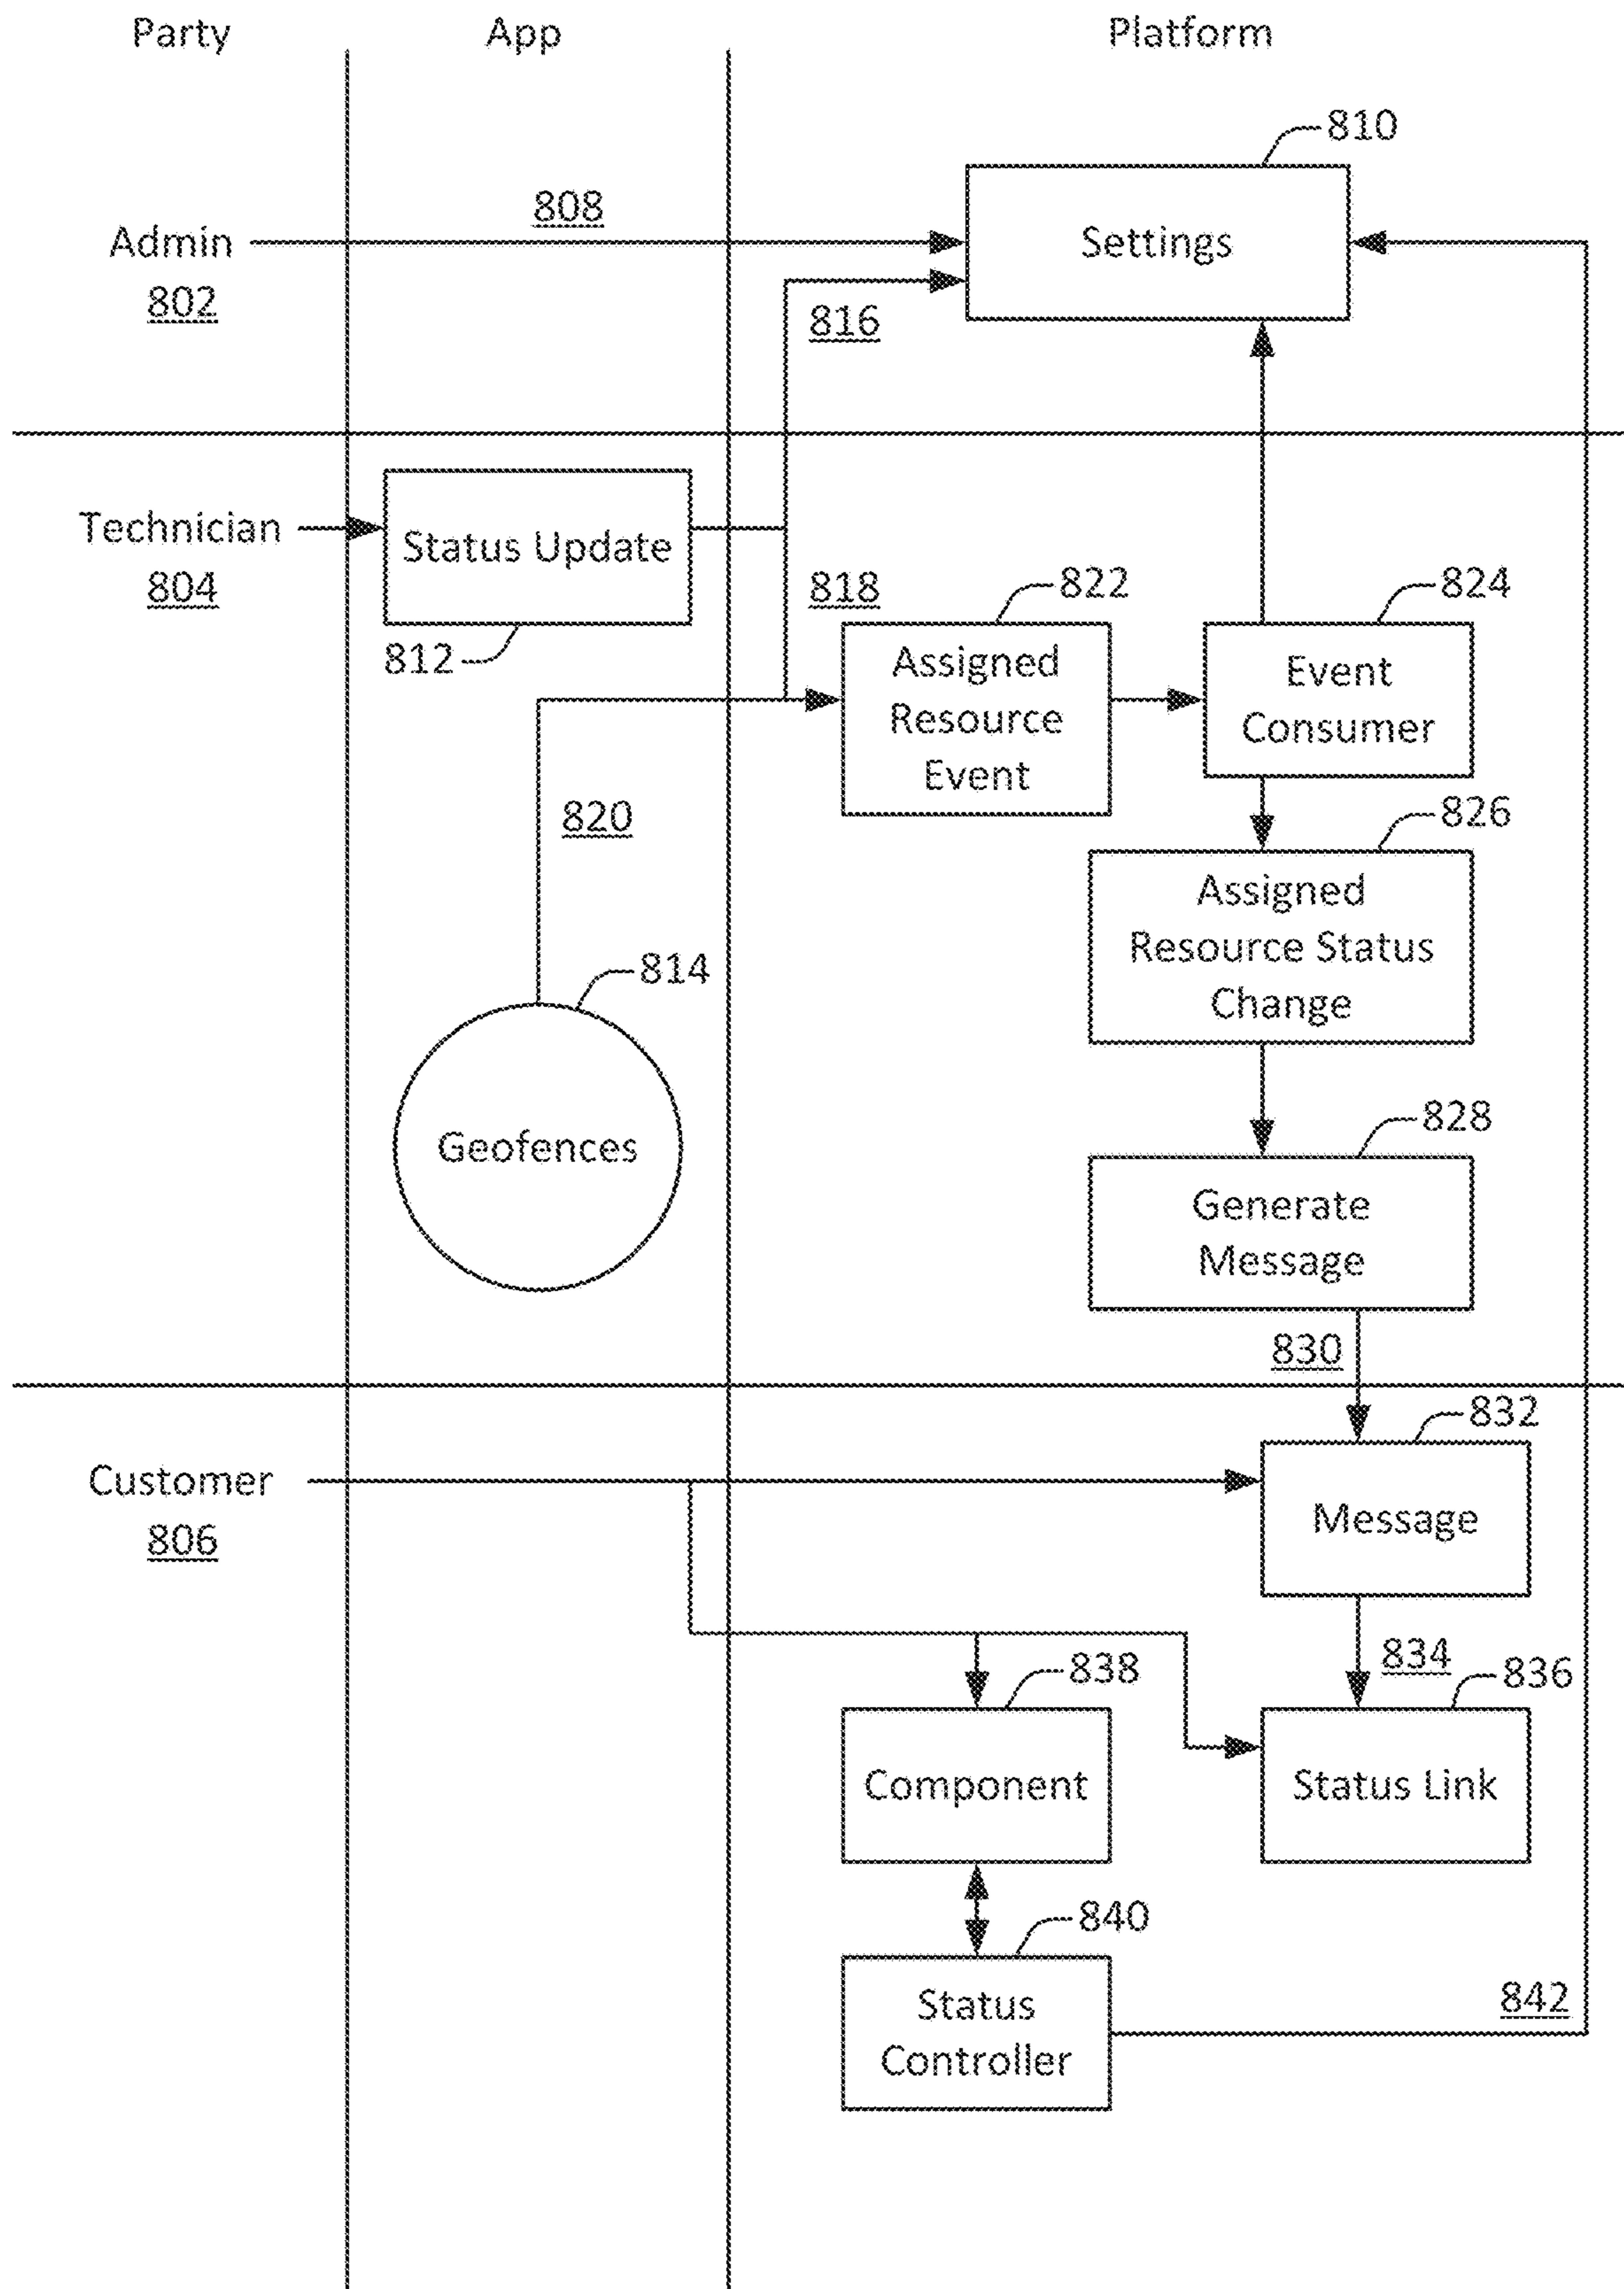 Party
App
Platform
810
Settings
808
Admin
802
816
Technician
804
Status Update
812
818
822
Assigned
Resource
Event
824
Event
Consumer
820
826
Assigned
Resource Status
Change
814
Geofences
828
Generate
Message
830
Customer
806
832
Message
834
838
Component
836
Status Link
840
Status
Controller
842